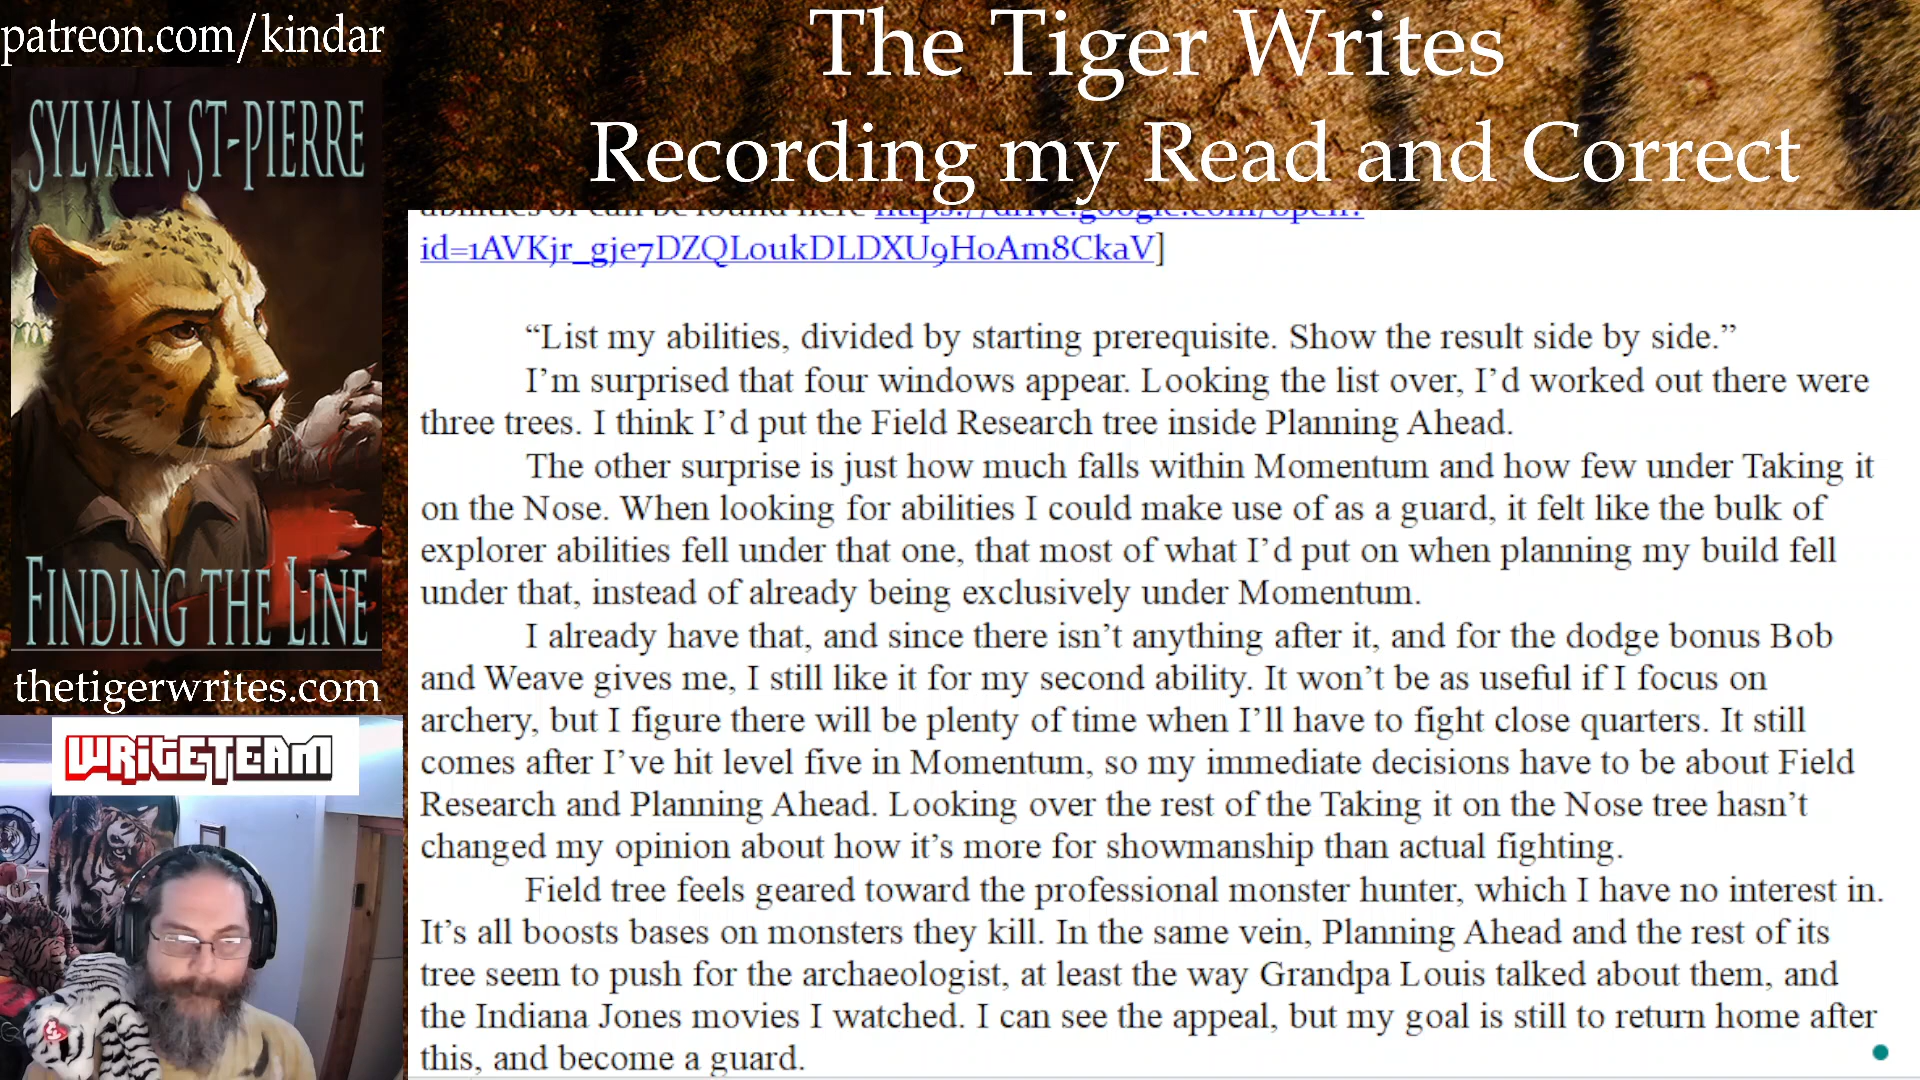 patreon.com/kindar
SYLVAIN ST-PIERRE
FINDING THE LINE
thetigerwrites.com
WRITETEAM
The Tiger Writes
Recording my Read and Correct
abilities of can be found here https://drive.google.com/open?
id=1AVKjr_gje7DZQLoukDLDXU9HoAm8CkaV]
“List my abilities, divided by starting prerequisite. Show the result side by side.”
I’m surprised that four windows appear. Looking the list over, I’d worked out there were
three trees. I think I’d put the Field Research tree inside Planning Ahead.
The other surprise is just how much falls within Momentum and how few under Taking it
on the Nose. When looking for abilities I could make use of as a guard, it felt like the bulk of
explorer abilities fell under that one, that most of what I’d put on when planning my build fell
under that, instead of already being exclusively under Momentum.
I already have that, and since there isn’t anything after it, and for the dodge bonus Bob
and Weave gives me, I still like it for my second ability. It won’t be as useful if I focus on
archery, but I figure there will be plenty of time when I’ll have to fight close quarters. It still
comes after I’ve hit level five in Momentum, so my immediate decisions have to be about Field
Research and Planning Ahead. Looking over the rest of the Taking it on the Nose tree hasn’t
changed my opinion about how it’s more for showmanship than actual fighting.
Field tree feels geared toward the professional monster hunter, which I have no interest in.
It’s all boosts bases on monsters they kill. In the same vein, Planning Ahead and the rest of its
tree seem to push for the archaeologist, at least the way Grandpa Louis talked about them, and
the Indiana Jones movies I watched. I can see the appeal, but my goal is still to return home after
this, and become a guard.